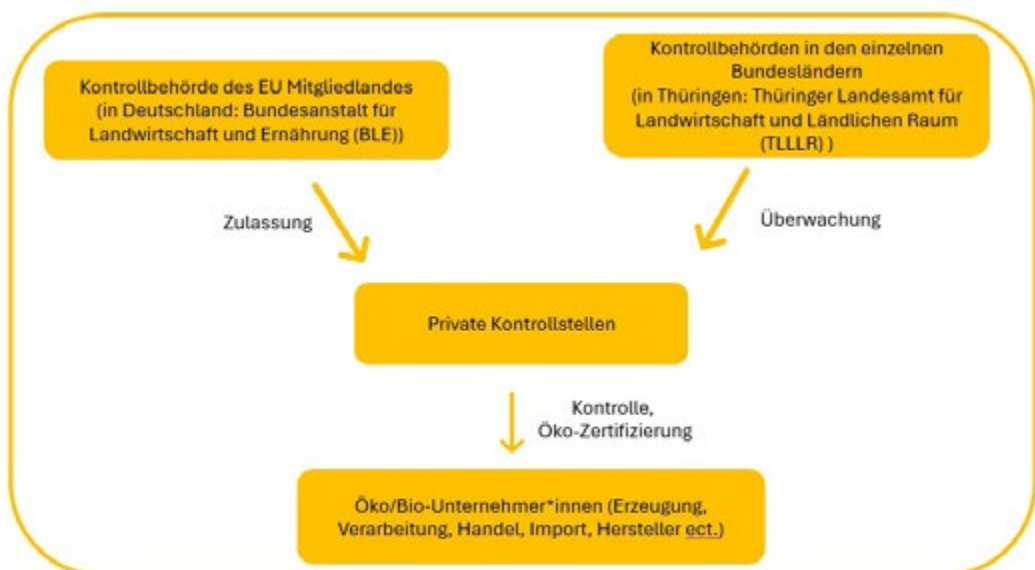 Kontrollbehörde des EU Mitgliedlandes
(in Deutschland: Bundesanstalt für
Landwirtschaft und Ernährung (BLE))
Kontrollbehörden in den einzelnen
Bundesländern
(in Thüringen: Thüringer Landesamt für
Landwirtschaft und Ländlichen Raum
(TLLLR) )
Zulassung
Überwachung
Private Kontrollstellen
Kontrolle,
Öko-Zertifizierung
Öko/Bio-Unternehmer*innen (Erzeugung,
Verarbeitung, Handel, Import, Hersteller ect.)